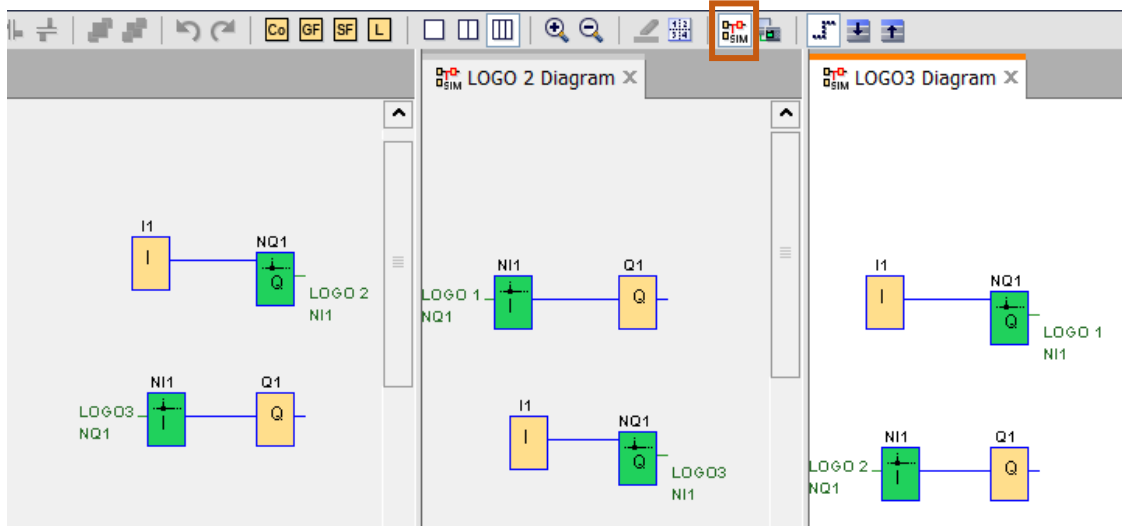 Co GF SF L
1 2
3 4
SIM
SIM LOGO 2 Diagram X
SIM LOGO3 Diagram X
I1
I
NQ1
Q
LOGO 2
NI1
NI1
LOGO3
I
NQ1
Q1
Q
NI1
LOGO 1
I
NQ1
Q1
Q
I1
I
NQ1
Q
LOGO3
NI1
I1
I
NQ1
Q
LOGO 1
NI1
NI1
LOGO 2
I
NQ1
Q1
Q